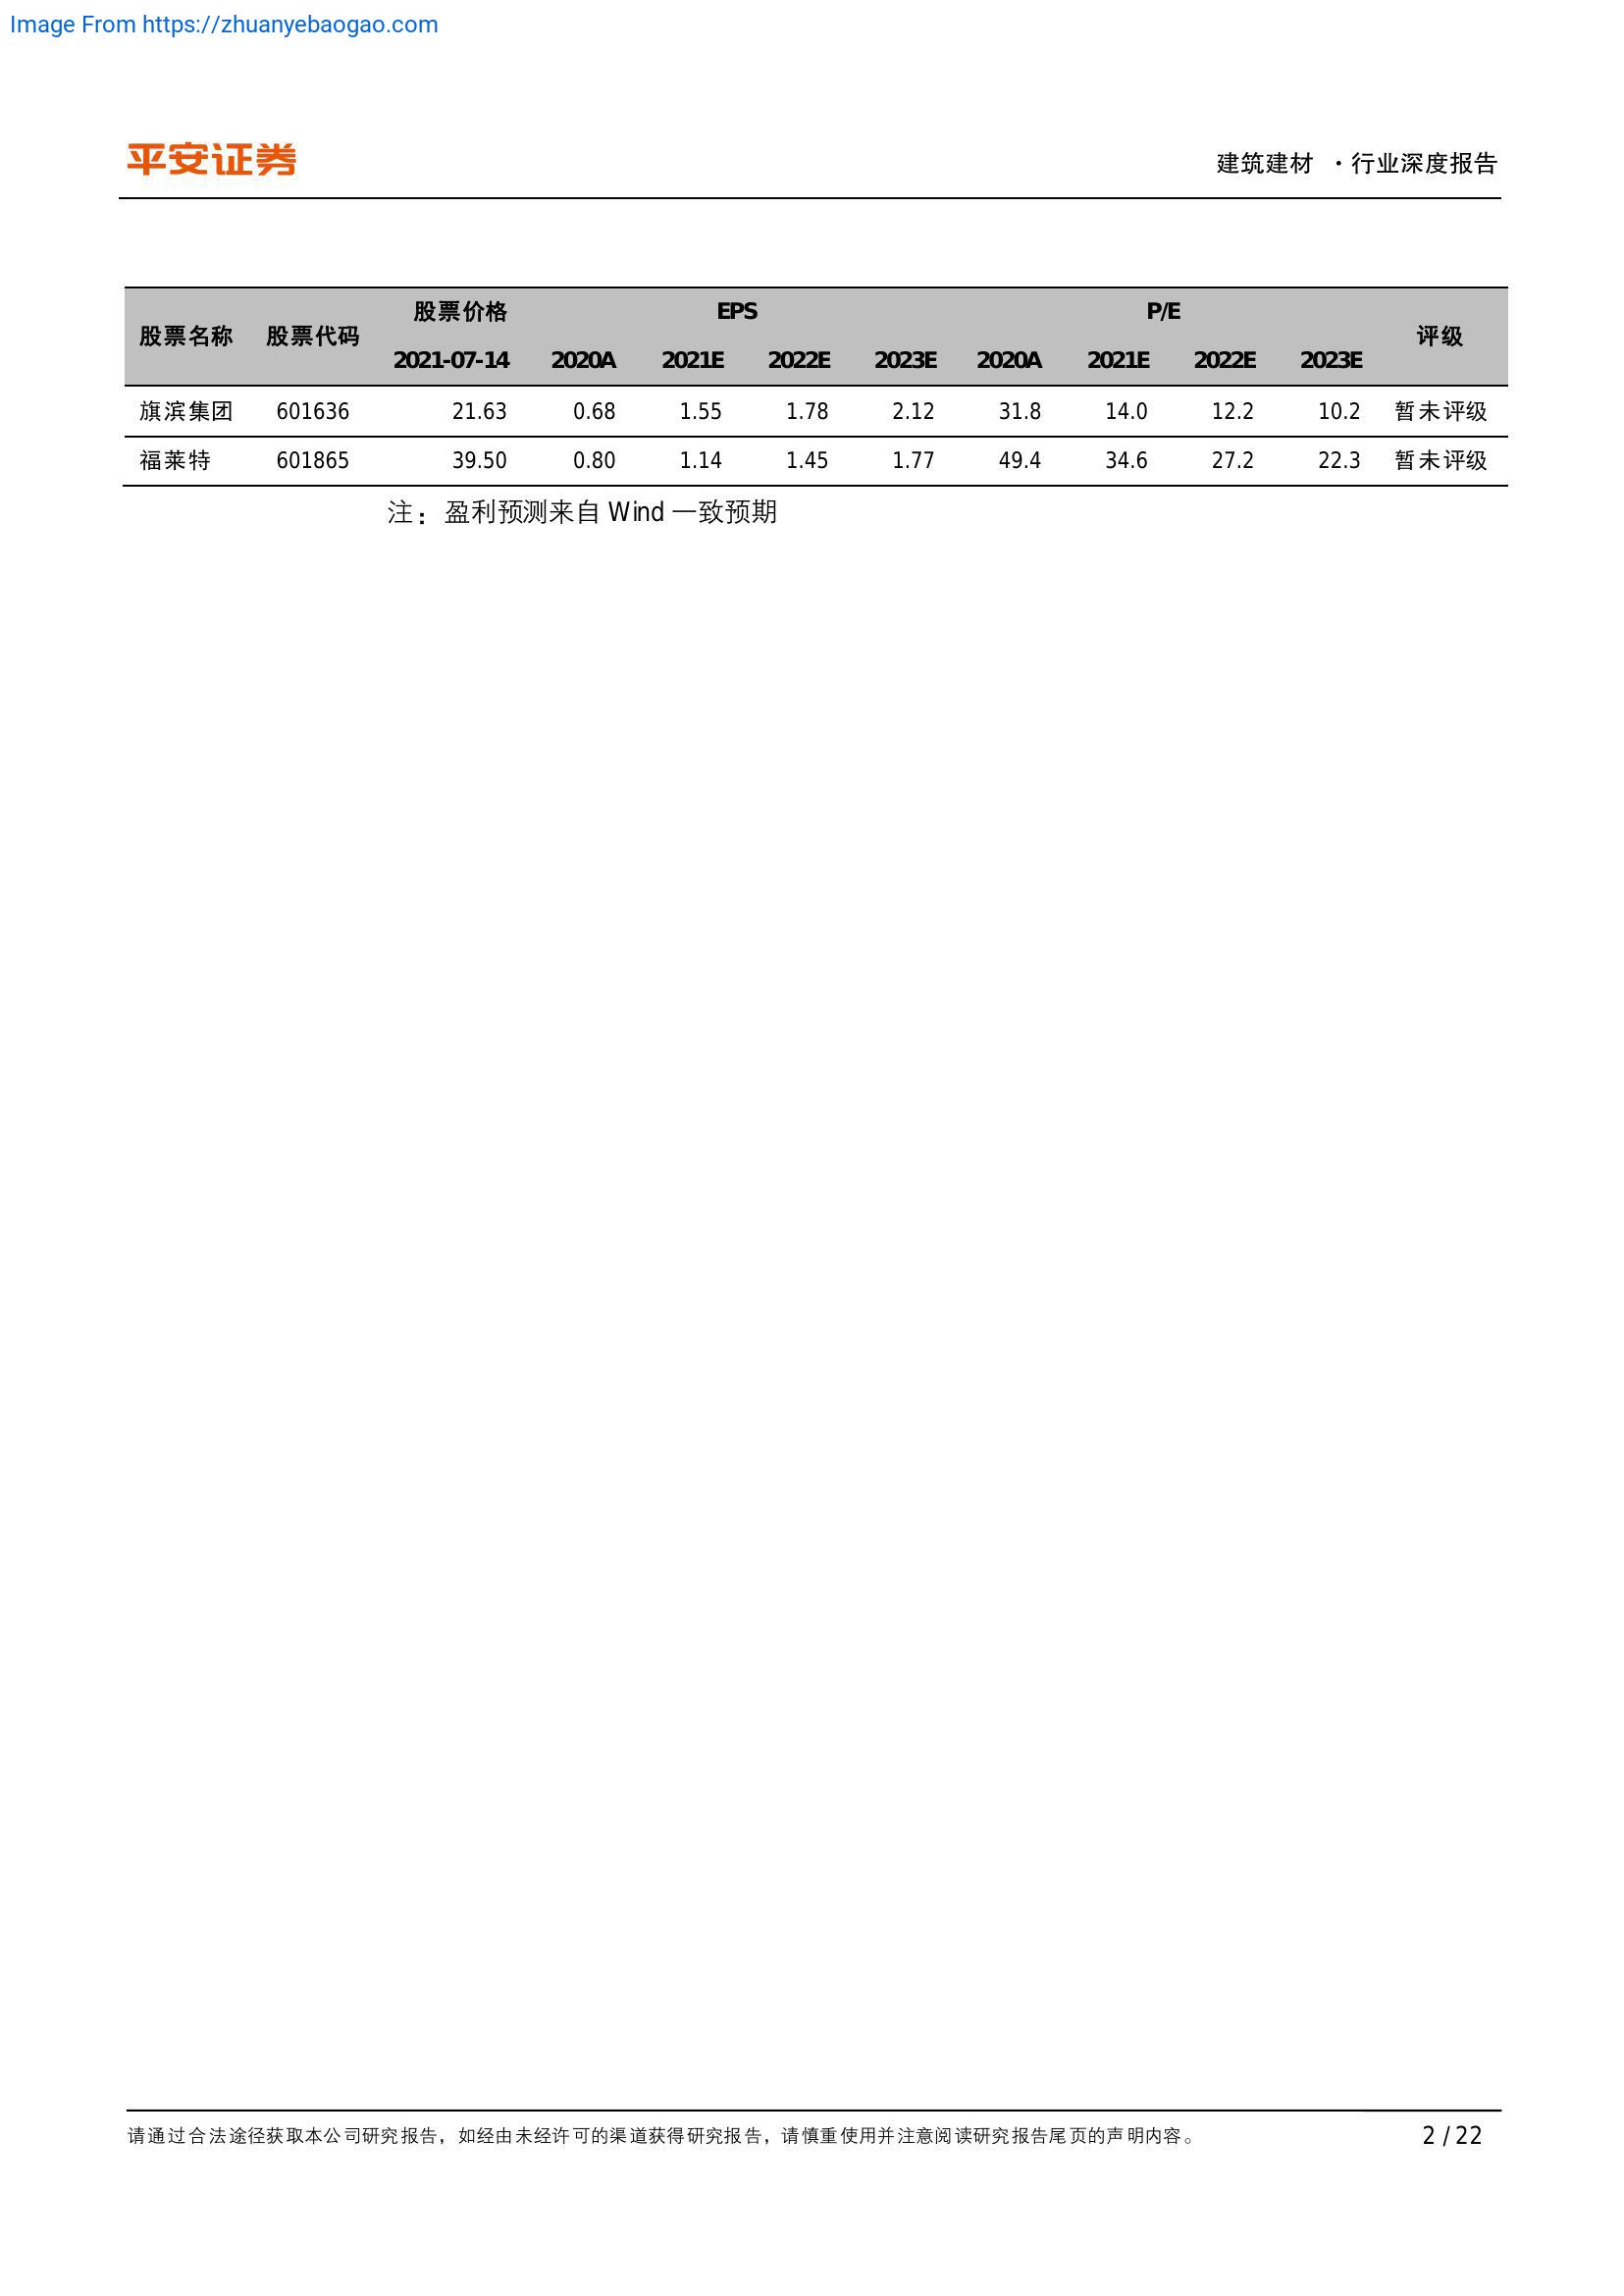 Image From https://zhuanyebaogao.com
平安证券
建筑建材 ·行业深度报告
股票名称 股票代码 股票价格 EPS P/E 评级
2021-07-14 2020A 2021E 2022E 2023E 2020A 2021E 2022E 2023E
旗滨集团 601636 21.63 0.68 1.55 1.78 2.12 31.8 14.0 12.2 10.2 暂未评级
福莱特 601865 39.50 0.80 1.14 1.45 1.77 49.4 34.6 27.2 22.3 暂未评级
注：盈利预测来自 Wind 一致预期
请通过合法途径获取本公司研究报告，如经由未经许可的渠道获得研究报告，请慎重使用并注意阅读研究报告尾页的声明内容。 2 / 22